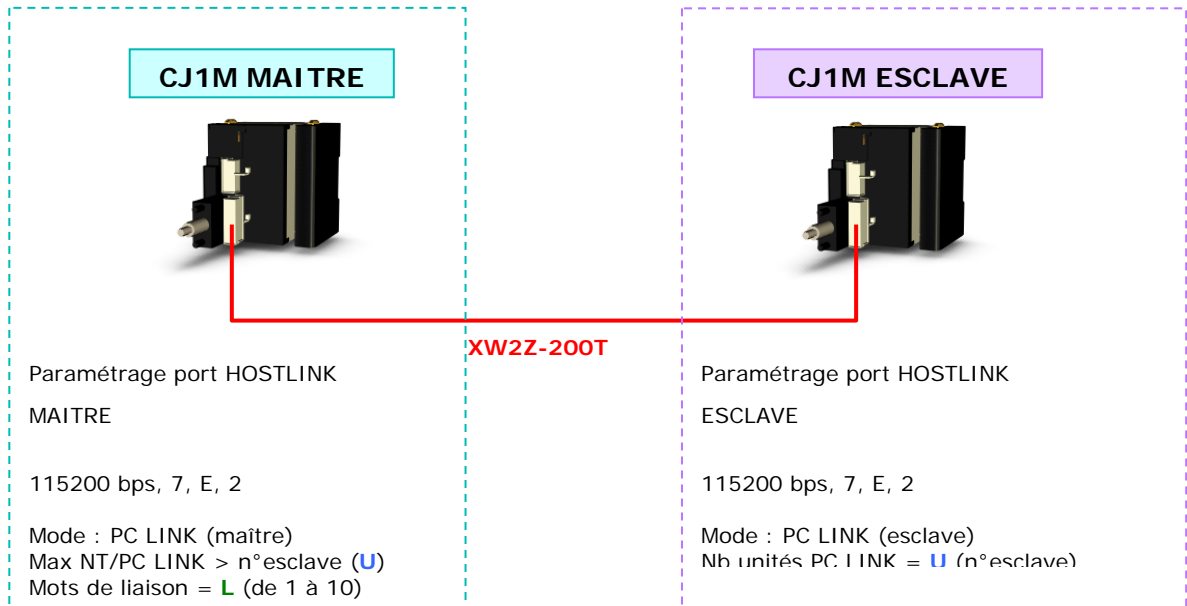 CJ1M MAITRE
CJ1M ESCLAVE
XW2Z-200T
Paramétrage port HOSTLINK
MAITRE
115200 bps, 7, E, 2
Mode : PC LINK (maître)
Max NT/PC LINK > n°esclave (U)
Mots de liaison = L (de 1 à 10)
Paramétrage port HOSTLINK
ESCLAVE
115200 bps, 7, E, 2
Mode : PC LINK (esclave)
Nb unités PC LINK = U (n°esclave)